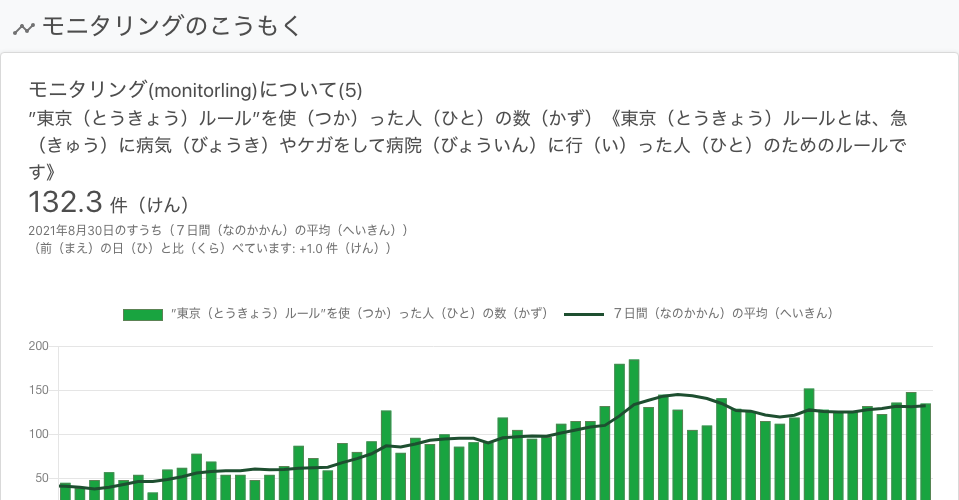 モニタリングのこうもく
モニタリング(monitorling)について(5)
”東京（とうきょう）ルール”を使（つか）った人（ひと）の数（かず）《東京（とうきょう）ルールとは、急
（きゅう）に病気（びょうき）やケガをして病院（びょういん）に行（い）った人（ひと）のためのルールで
す》
132.3 件（けん）
2021年8月30日のすうち（７日間（なのかかん）の平均（へいきん））
（前（まえ）の日（ひ）と比（くら）べています: +1.0 件（けん））
”東京（とうきょう）ルール”を使（つか）った人（ひと）の数（かず） ７日間（なのかかん）の平均（へいきん）
200
150
100
50